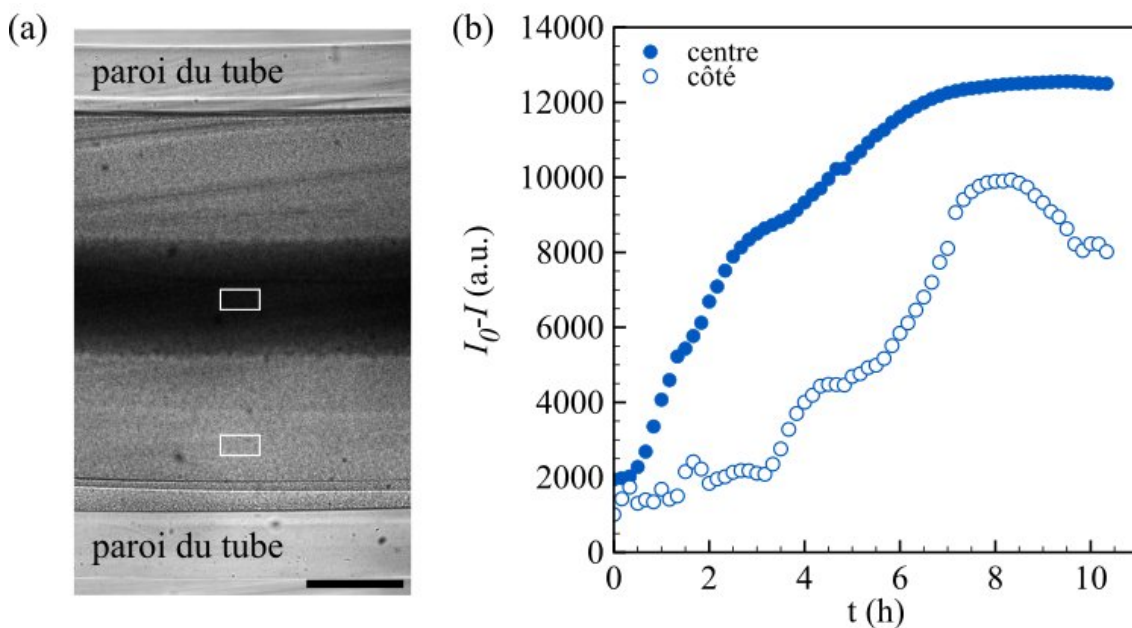 (a)
paroi du tube
paroi du tube
(b)
centre
côté
14000
12000
10000
8000
6000
4000
2000
0
I0-I (a.u.)
0 2 4 6 8 10
t (h)